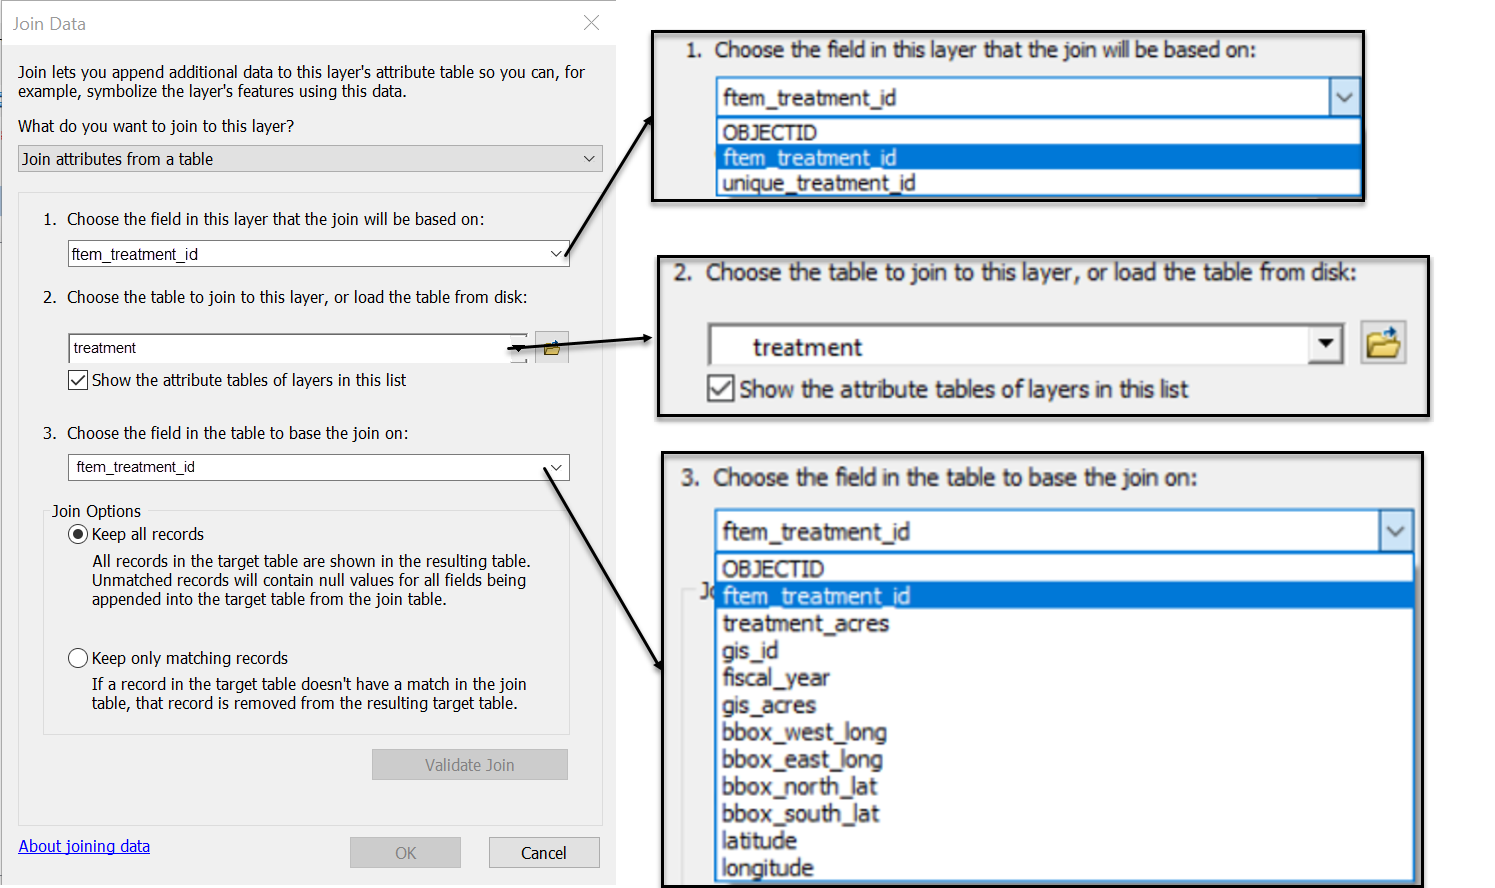 Join Data
Join lets you append additional data to this layer's attribute table so you can, for
example, symbolize the layer's features using this data.
What do you want to join to this layer?
Join attributes from a table
1. Choose the field in this layer that the join will be based on:
ftem_treatment_id
2. Choose the table to join to this layer, or load the table from disk:
treatment
Show the attribute tables of layers in this list
3. Choose the field in the table to base the join on:
ftem_treatment_id
Join Options
Keep all records
All records in the target table are shown in the resulting table.
Unmatched records will contain null values for all fields being
appended into the target table from the join table.
Keep only matching records
If a record in the target table doesn't have a match in the join
table, that record is removed from the resulting target table.
Validate Join
About joining data
OK
Cancel
1. Choose the field in this layer that the join will be based on:
ftem_treatment_id
OBJECTID
ftem_treatment_id
unique_treatment_id
2. Choose the table to join to this layer, or load the table from disk:
treatment
Show the attribute tables of layers in this list
3. Choose the field in the table to base the join on:
ftem_treatment_id
OBJECTID
ftem_treatment_id
treatment_acres
gis_id
fiscal_year
gis_acres
bbox_west_long
bbox_east_long
bbox_north_lat
bbox_south_lat
latitude
longitude